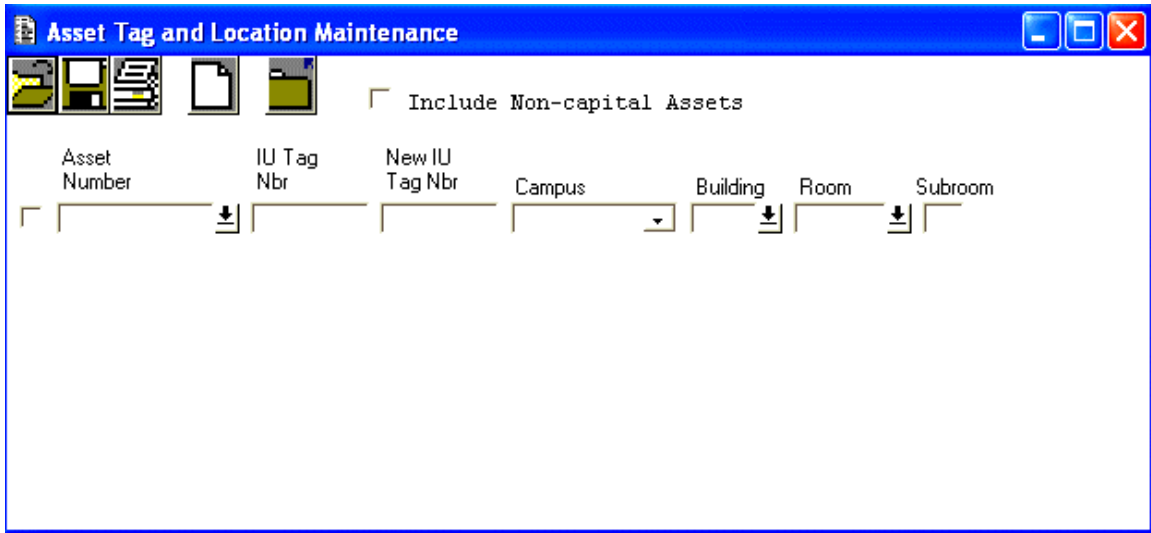 Asset Tag and Location Maintenance
Include Non-capital Assets
Asset Number
IU Tag Nbr
New IU Tag Nbr
Campus
Building
Room
Subroom